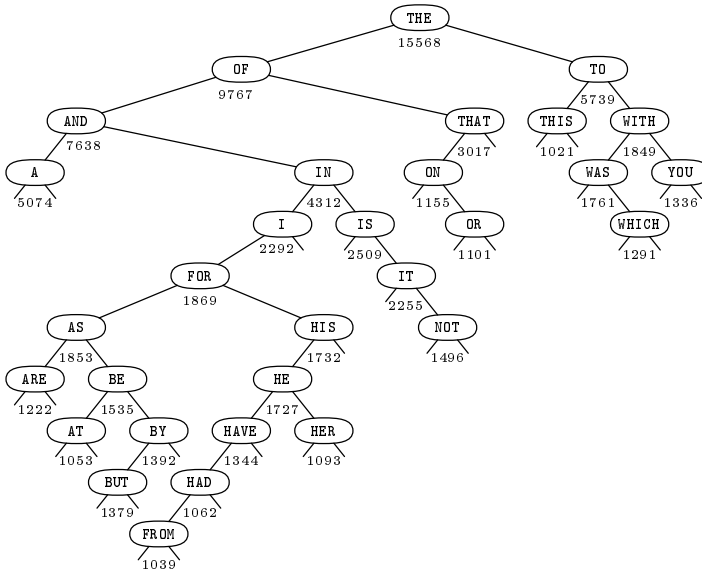 THE
15568
OF TO
9767 5739
AND THAT THIS WITH
7638 3017 1021 1849
A IN ON WAS YOU
5074 4312 1155 1761 1336
I IS OR WHICH
2292 2509 1101 1291
FOR IT
1869 2255
AS HIS NOT
1853 1732 1496
ARE BE HE
1222 1535 1727
AT BY HAVE HER
1053 1392 1344 1093
BUT HAD
1379 1062
FROM
1039